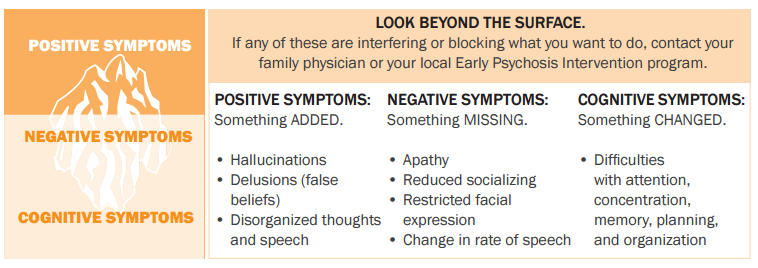 POSITIVE SYMPTOMS
NEGATIVE SYMPTOMS
COGNITIVE SYMPTOMS
LOOK BEYOND THE SURFACE.
If any of these are interfering or blocking what you want to do, contact your
family physician or your local Early Psychosis Intervention program.
POSITIVE SYMPTOMS:
Something ADDED.
• Hallucinations
• Delusions (false
beliefs)
• Disorganized thoughts
and speech
NEGATIVE SYMPTOMS:
Something MISSING.
• Apathy
• Reduced socializing
• Restricted facial
expression
• Change in rate of speech
COGNITIVE SYMPTOMS:
Something CHANGED.
• Difficulties
with attention,
concentration,
memory, planning,
and organization